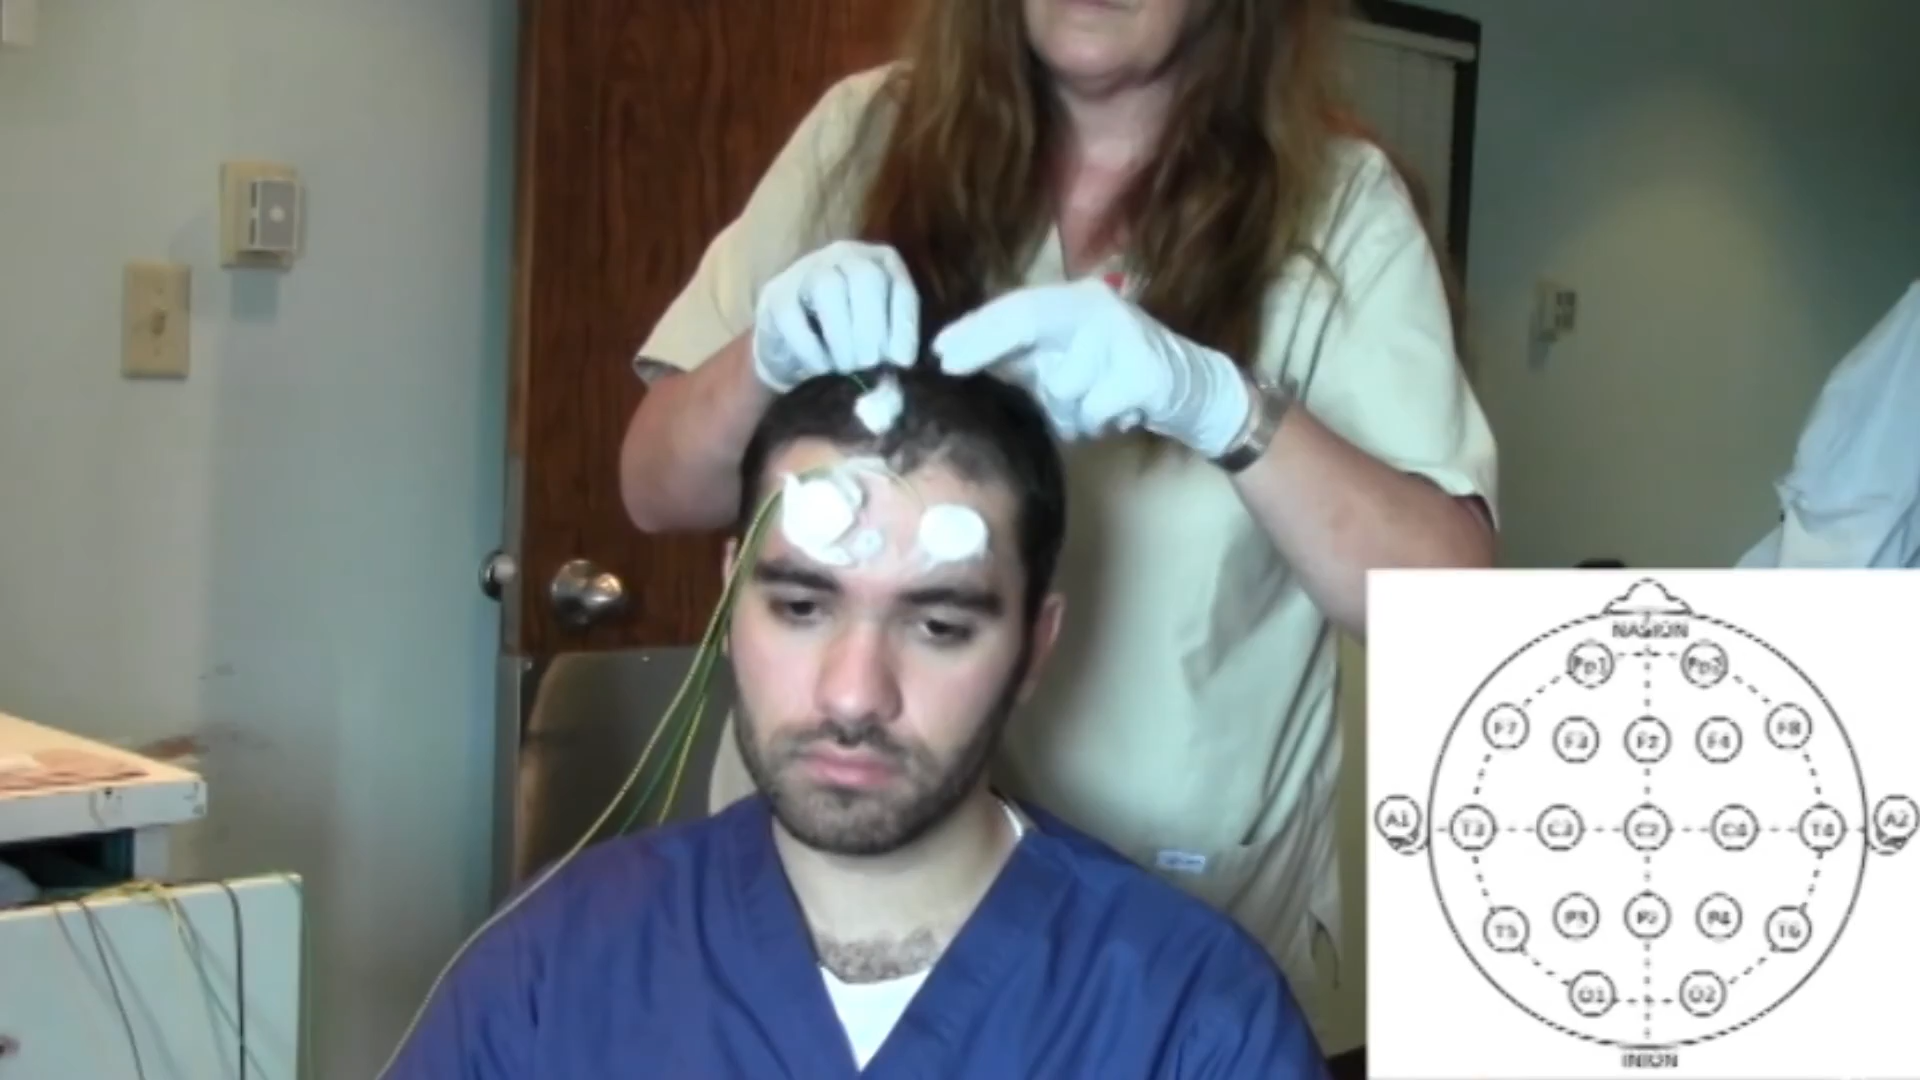 NASION
Fp1 Fp2
F7 F3 FZ F4 F8
A1 T3 C3 CZ C4 T4 A2
T5 P3 PZ P4 T6
O1 O2
INION